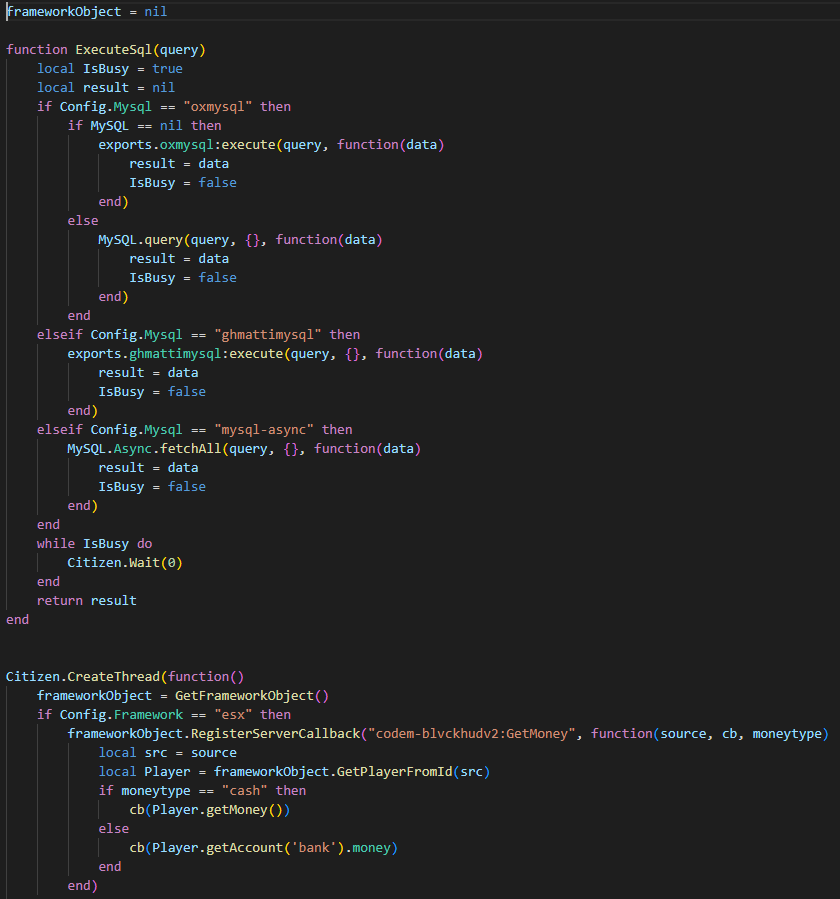 frameworkObject = nil
function ExecuteSql(query)
    local IsBusy = true
    local result = nil
    if Config.Mysql == "oxmysql" then
        if MySQL == nil then
            exports.oxmysql:execute(query, function(data)
                result = data
                IsBusy = false
            end)
        else
            MySQL.query(query, {}, function(data)
                result = data
                IsBusy = false
            end)
        end
    elseif Config.Mysql == "ghmattimysql" then
        exports.ghmattimysql:execute(query, {}, function(data)
            result = data
            IsBusy = false
        end)
    elseif Config.Mysql == "mysql-async" then
        MySQL.Async.fetchAll(query, {}, function(data)
            result = data
            IsBusy = false
        end)
    end
    while IsBusy do
        Citizen.Wait(0)
    end
    return result
end
Citizen.CreateThread(function()
    frameworkObject = GetFrameworkObject()
    if Config.Framework == "esx" then
        frameworkObject.RegisterServerCallback("codem-blvckhudv2:GetMoney", function(source, cb, moneytype)
            local src = source
            local Player = frameworkObject.GetPlayerFromId(src)
            if moneytype == "cash" then
                cb(Player.getMoney())
            else
                cb(Player.getAccount('bank').money)
            end
        end)